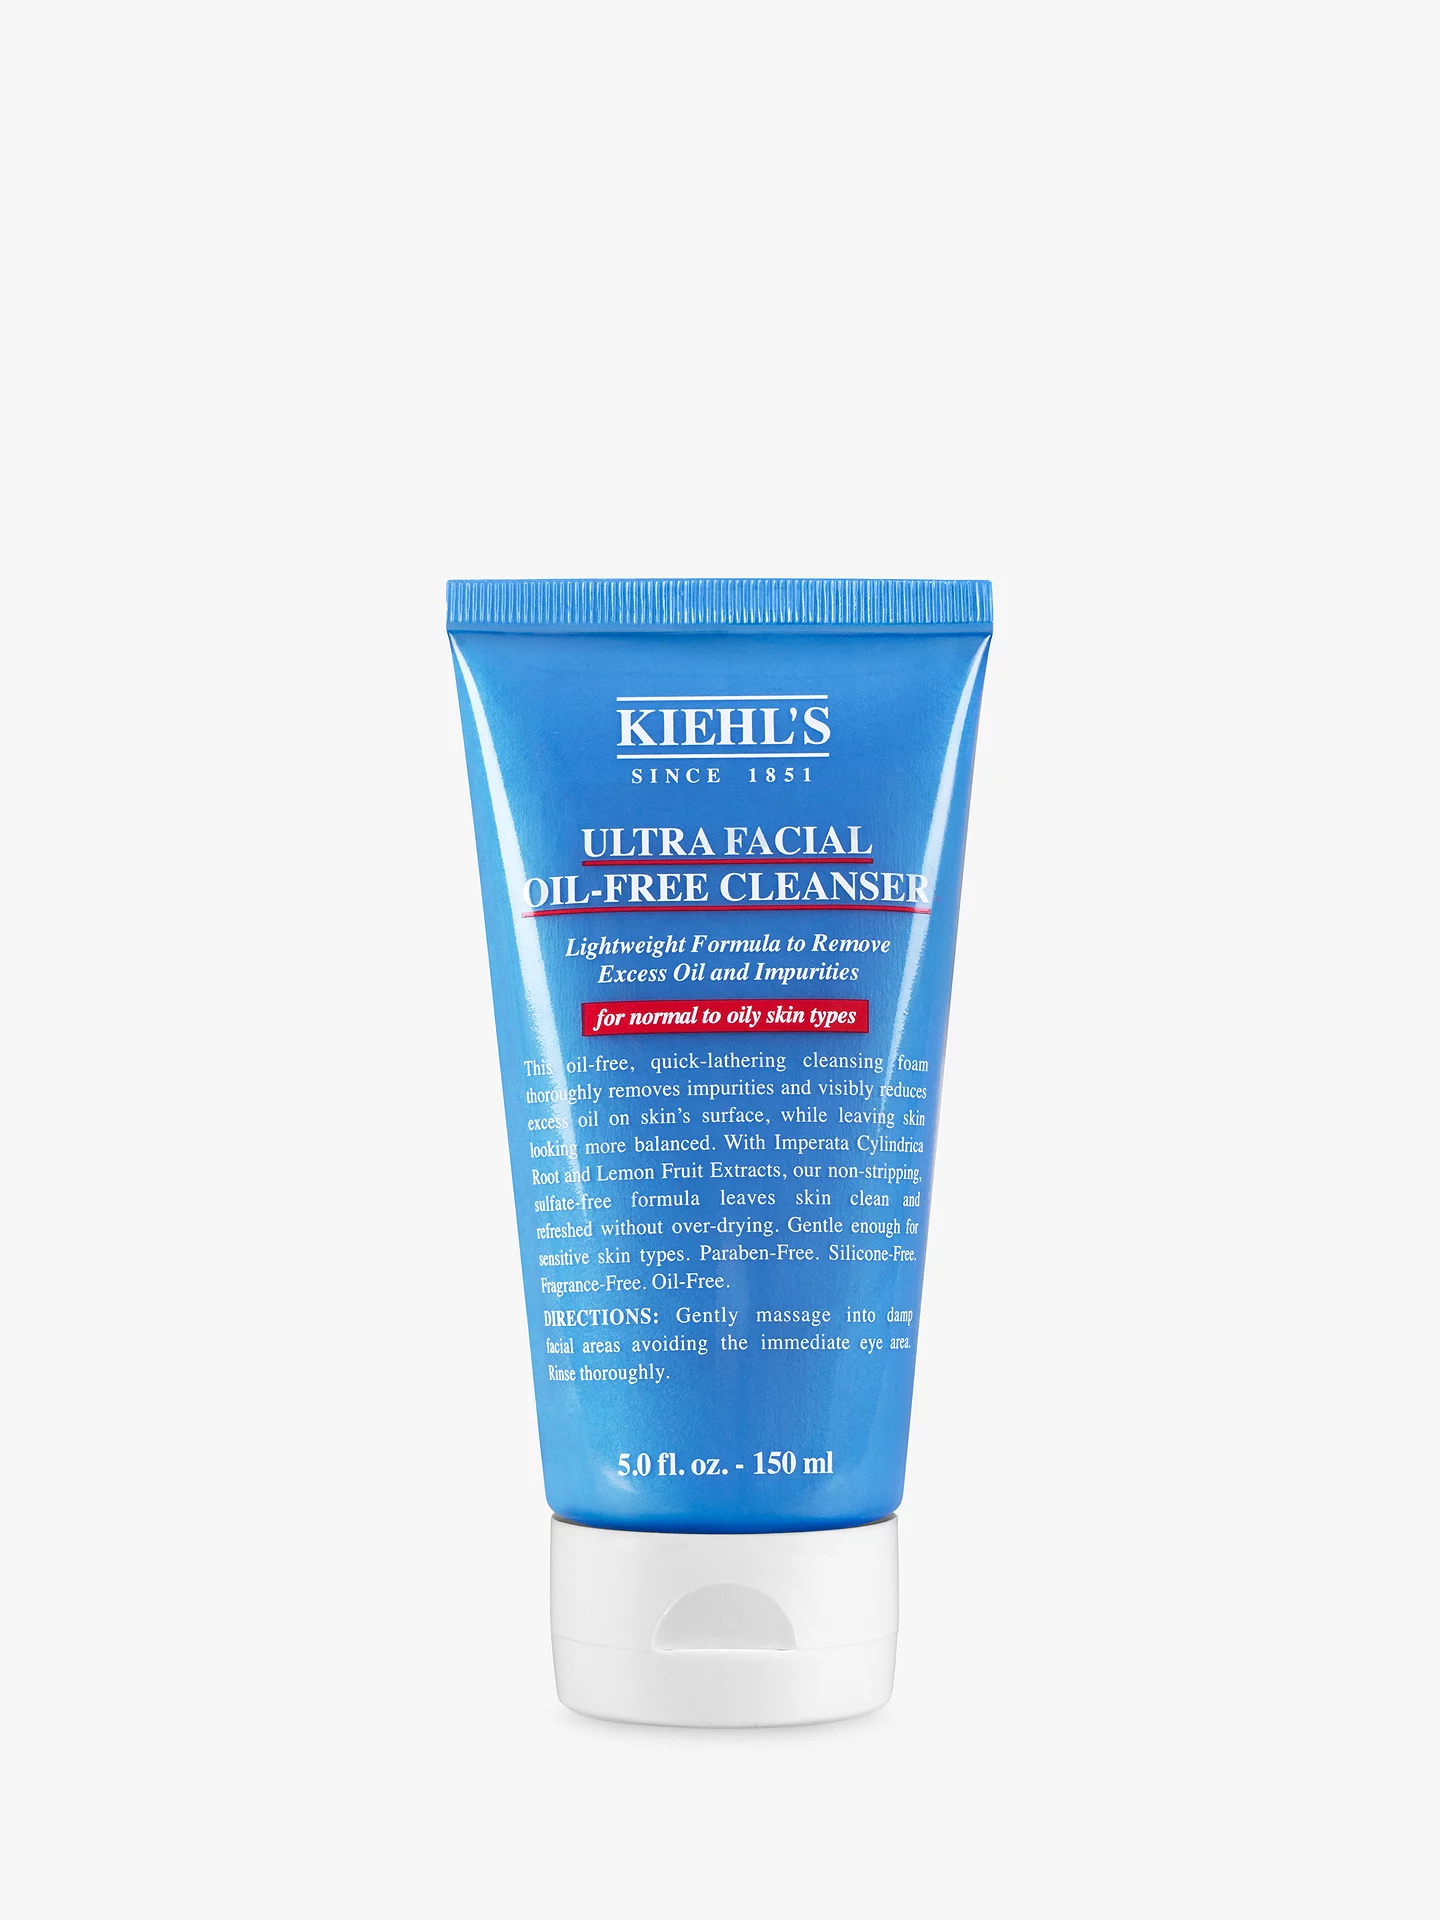 KIEHL'S
SINCE 1851
ULTRA FACIAL
OIL-FREE CLEANSER
Lightweight Formula to Remove
Excess Oil and Impurities
for normal to oily skin types
This oil-free, quick-lathering cleansing foam
thoroughly removes impurities and visibly reduces
excess oil on skin's surface, while leaving skin
looking more balanced. With Imperata Cylindrica
Root and Lemon Fruit Extracts, our non-stripping,
sulfate-free formula leaves skin clean and
refreshed without over-drying. Gentle enough for
sensitive skin types. Paraben-Free. Silicone-Free.
Fragrance-Free. Oil-Free.
DIRECTIONS: Gently massage into damp
facial areas avoiding the immediate eye area.
Rinse thoroughly.
5.0 fl. oz. - 150 ml